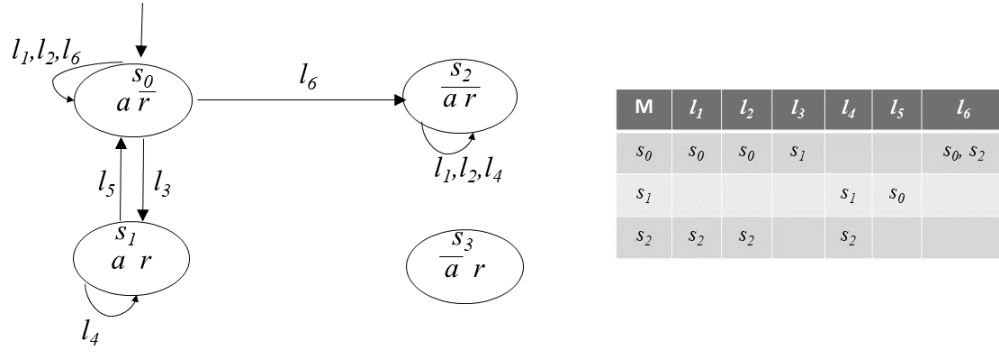 l1,l2,l6
s0
a r̅
l6
s2
a̅ r̅
l1,l2,l4
l5
l3
s1
a r
l4
s3
a̅ r
M l1 l2 l3 l4 l5 l6
s0 s0 s0 s1 s0, s2
s1 s1 s0
s2 s2 s2 s2